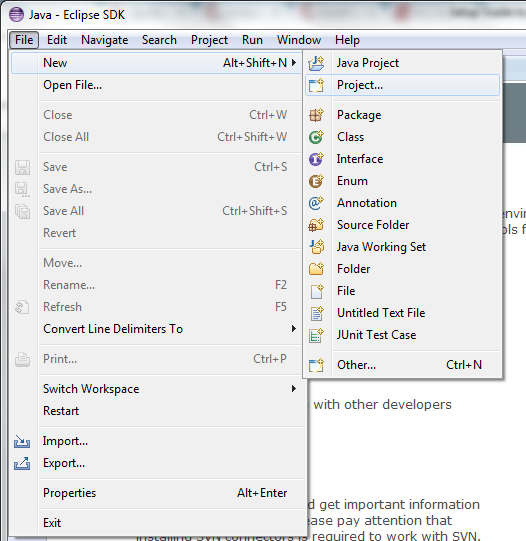 Java - Eclipse SDK
File Edit Navigate Search Project Run Window Help
New Alt+Shift+N
Open File...
Close Ctrl+W
Close All Ctrl+Shift+W
Save Ctrl+S
Save As...
Save All Ctrl+Shift+S
Revert
Move...
Rename... F2
Refresh F5
Convert Line Delimiters To
Print... Ctrl+P
Switch Workspace
Restart
Import...
Export...
Properties Alt+Enter
Exit
Java Project
Project...
Package
Class
Interface
Enum
Annotation
Source Folder
Java Working Set
Folder
File
Untitled Text File
JUnit Test Case
Other... Ctrl+N
with other developers
get important information
pay attention that
installing SVN connectors is required to work with SVN.